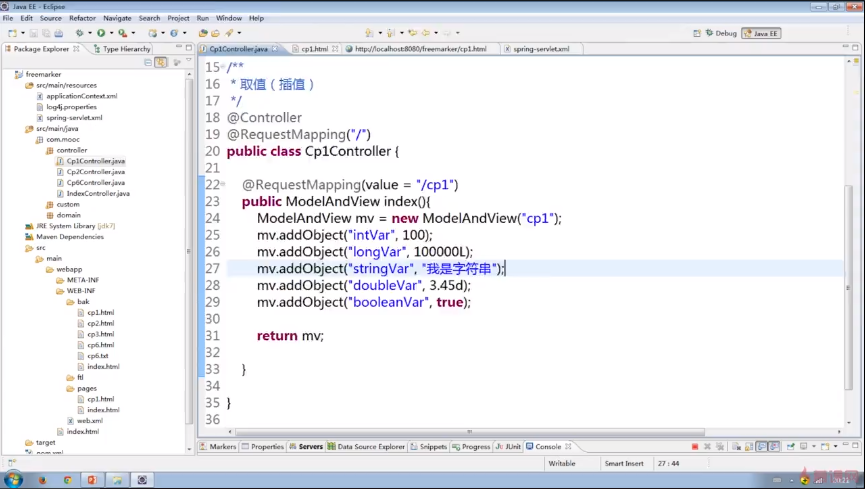 Java EE - Eclipse
File Edit Source Refactor Navigate Search Project Run Window Help
Debug Java EE
Package Explorer Type Hierarchy
Cp1Controller.java cp1.html http://localhost:8080/freemarker/cp1.html spring-servlet.xml
freemarker
src/main/resources
applicationContext.xml
log4j.properties
spring-servlet.xml
src/main/java
com.mooc
controller
Cp1Controller.java
Cp2Controller.java
Cp6Controller.java
IndexController.java
custom
domain
JRE System Library [jdk7]
Maven Dependencies
src
main
webapp
META-INF
WEB-INF
bak
cp1.html
cp2.html
cp3.html
cp6.html
cp6.txt
index.html
ftl
pages
cp1.html
index.html
web.xml
index.html
target
pom.xml
15 /**
16 * 取值（插值）
17 */
18 @Controller
19 @RequestMapping("/")
20 public class Cp1Controller {
21
22 @RequestMapping(value = "/cp1")
23 public ModelAndView index(){
24 ModelAndView mv = new ModelAndView("cp1");
25 mv.addObject("intVar", 100);
26 mv.addObject("longVar", 100000L);
27 mv.addObject("stringVar", "我是字符串");
28 mv.addObject("doubleVar", 3.45d);
29 mv.addObject("booleanVar", true);
30
31 return mv;
32
33 }
34
35 }
36
Markers Properties Servers Data Source Explorer Snippets Progress JUnit Console
Writable Smart Insert 27 : 44